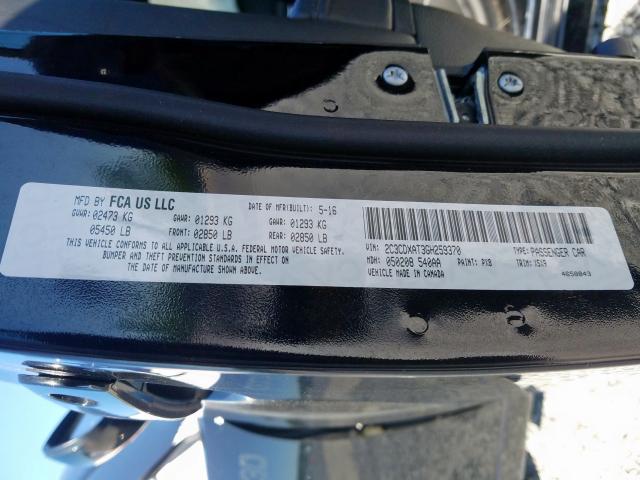 MFD BY FCA US LLC
DATE OF MFR(BUILT): 5-16
GVWR: 02473 KG GAWR: 01293 KG GAWR: 01293 KG
05450 LB FRONT: 02850 LB REAR: 02850 LB
THIS VEHICLE CONFORMS TO ALL APPLICABLE U.S.A. FEDERAL MOTOR VEHICLE SAFETY,
BUMPER AND THEFT PREVENTION STANDARDS IN EFFECT ON
THE DATE OF MANUFACTURE SHOWN ABOVE.
VIN: 2C3CDXAT3GH259370 TYPE: PASSENGER CAR
MDH: 050208 540AA PAINT: PX8 TRIM: X5X9
VEHICLE MADE IN CANADA 4650043